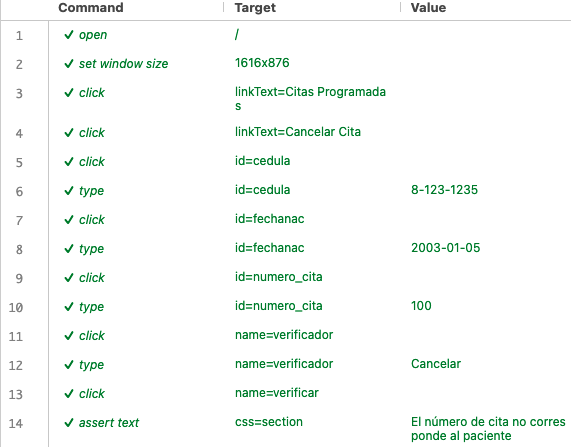 Command Target Value
1 ✓ open /
2 ✓ set window size 1616x876
3 ✓ click linkText=Citas Programada
s
4 ✓ click linkText=Cancelar Cita
5 ✓ click id=cedula
6 ✓ type id=cedula 8-123-1235
7 ✓ click id=fechanac
8 ✓ type id=fechanac 2003-01-05
9 ✓ click id=numero_cita
10 ✓ type id=numero_cita 100
11 ✓ click name=verificador
12 ✓ type name=verificador Cancelar
13 ✓ click name=verificar
14 ✓ assert text css=section El número de cita no corres
ponde al paciente